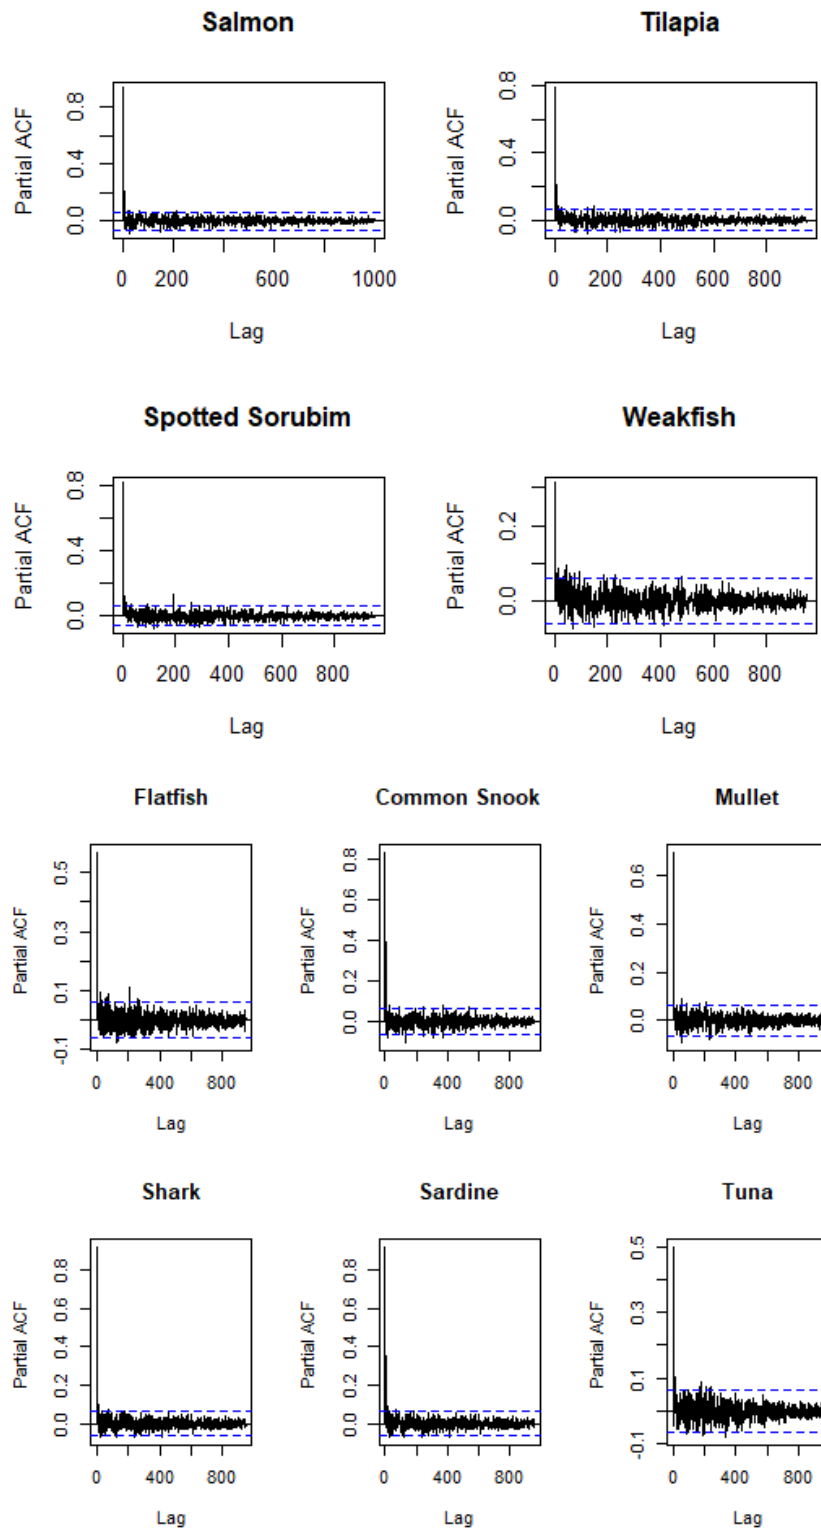 Salmon
Partial ACF
0.0 0.4 0.8
0 200 600 1000
Lag
Tilapia
Partial ACF
0.0 0.4 0.8
0 200 400 600 800
Lag
Spotted Sorubim
Partial ACF
0.0 0.4 0.8
0 200 400 600 800
Lag
Weakfish
Partial ACF
0.0 0.2
0 200 400 600 800
Lag
Flatfish
Partial ACF
-0.1 0.1 0.3 0.5
0 400 800
Lag
Common Snook
Partial ACF
0.0 0.2 0.4 0.6 0.8
0 400 800
Lag
Mullet
Partial ACF
0.0 0.2 0.4 0.6
0 400 800
Lag
Shark
Partial ACF
0.0 0.2 0.4 0.6 0.8
0 400 800
Lag
Sardine
Partial ACF
0.0 0.2 0.4 0.6 0.8
0 400 800
Lag
Tuna
Partial ACF
-0.1 0.1 0.3 0.5
0 400 800
Lag